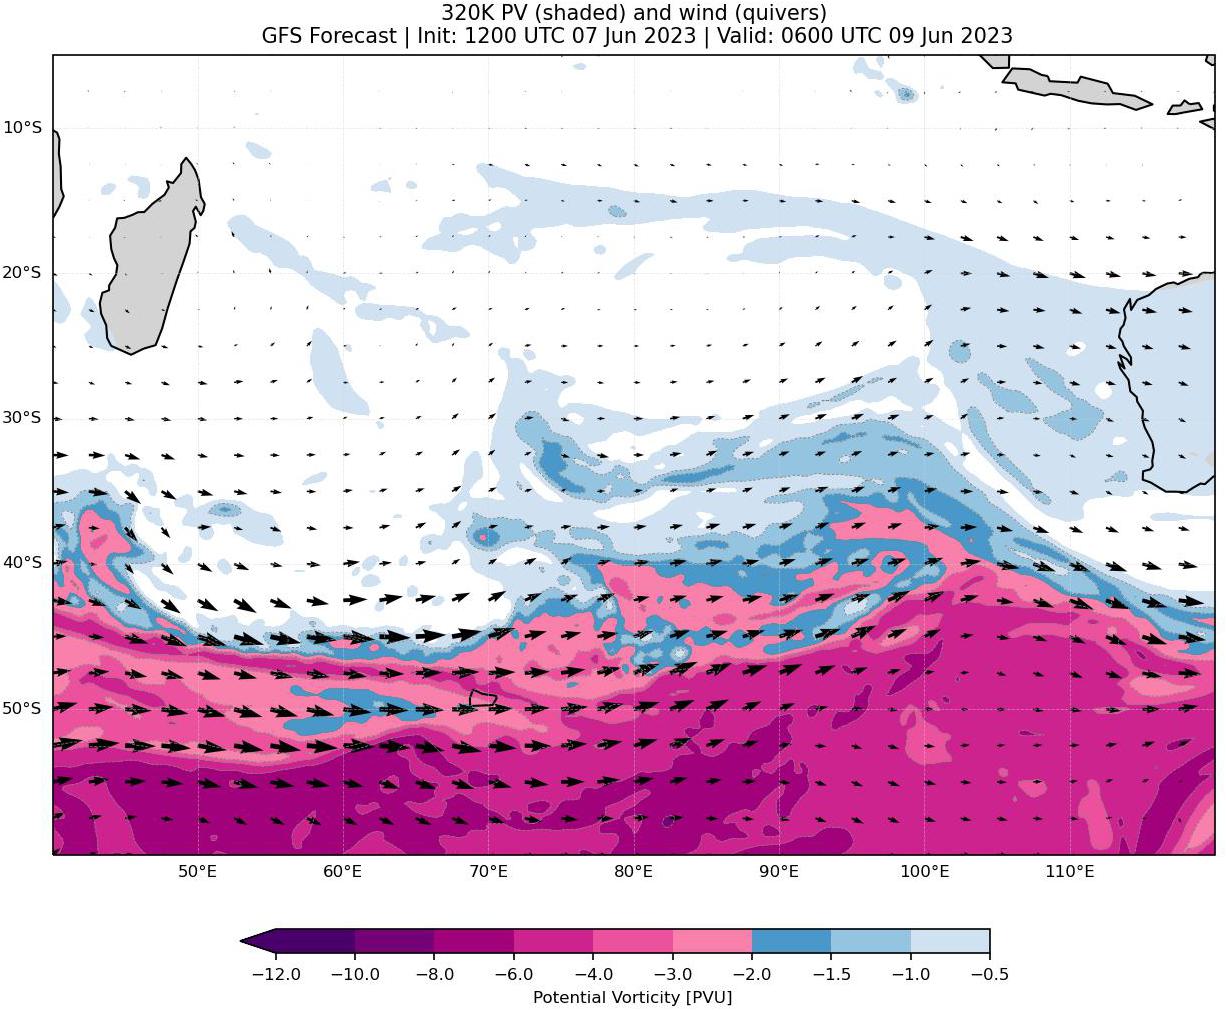 320K PV (shaded) and wind (quivers)
GFS Forecast | Init: 1200 UTC 07 Jun 2023 | Valid: 0600 UTC 09 Jun 2023
10°S
20°S
30°S
40°S
50°S
50°E 60°E 70°E 80°E 90°E 100°E 110°E
−12.0 −10.0 −8.0 −6.0 −4.0 −3.0 −2.0 −1.5 −1.0 −0.5
Potential Vorticity [PVU]